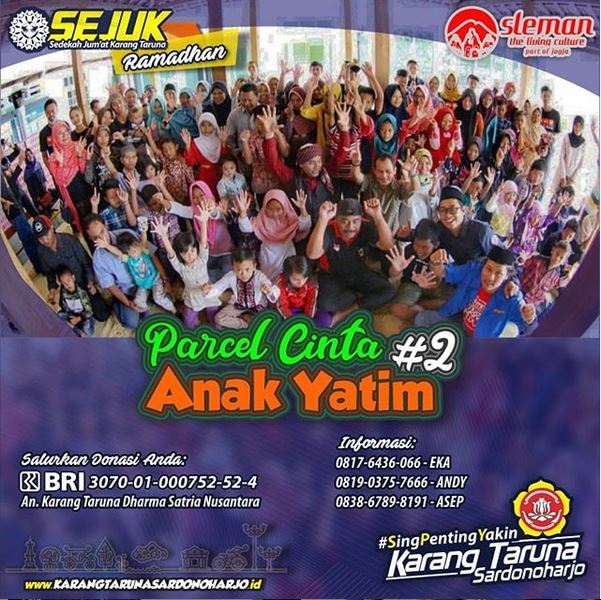 SEJUK
Sedekah Jum'at Karang Taruna
Ramadhan
sleman
the living culture
part of jogja
Parcel Cinta #2
Anak Yatim
Salurkan Donasi Anda:
BRI 3070-01-000752-52-4
An. Karang Taruna Dharma Satria Nusantara
Informasi:
0817-6436-066 - EKA
0819-0375-7666 - ANDY
0838-6789-8191 - ASEP
#SingPentingYakin
Karang Taruna
Sardonoharjo
www.KARANGTARUNASARDONOHARJO.id